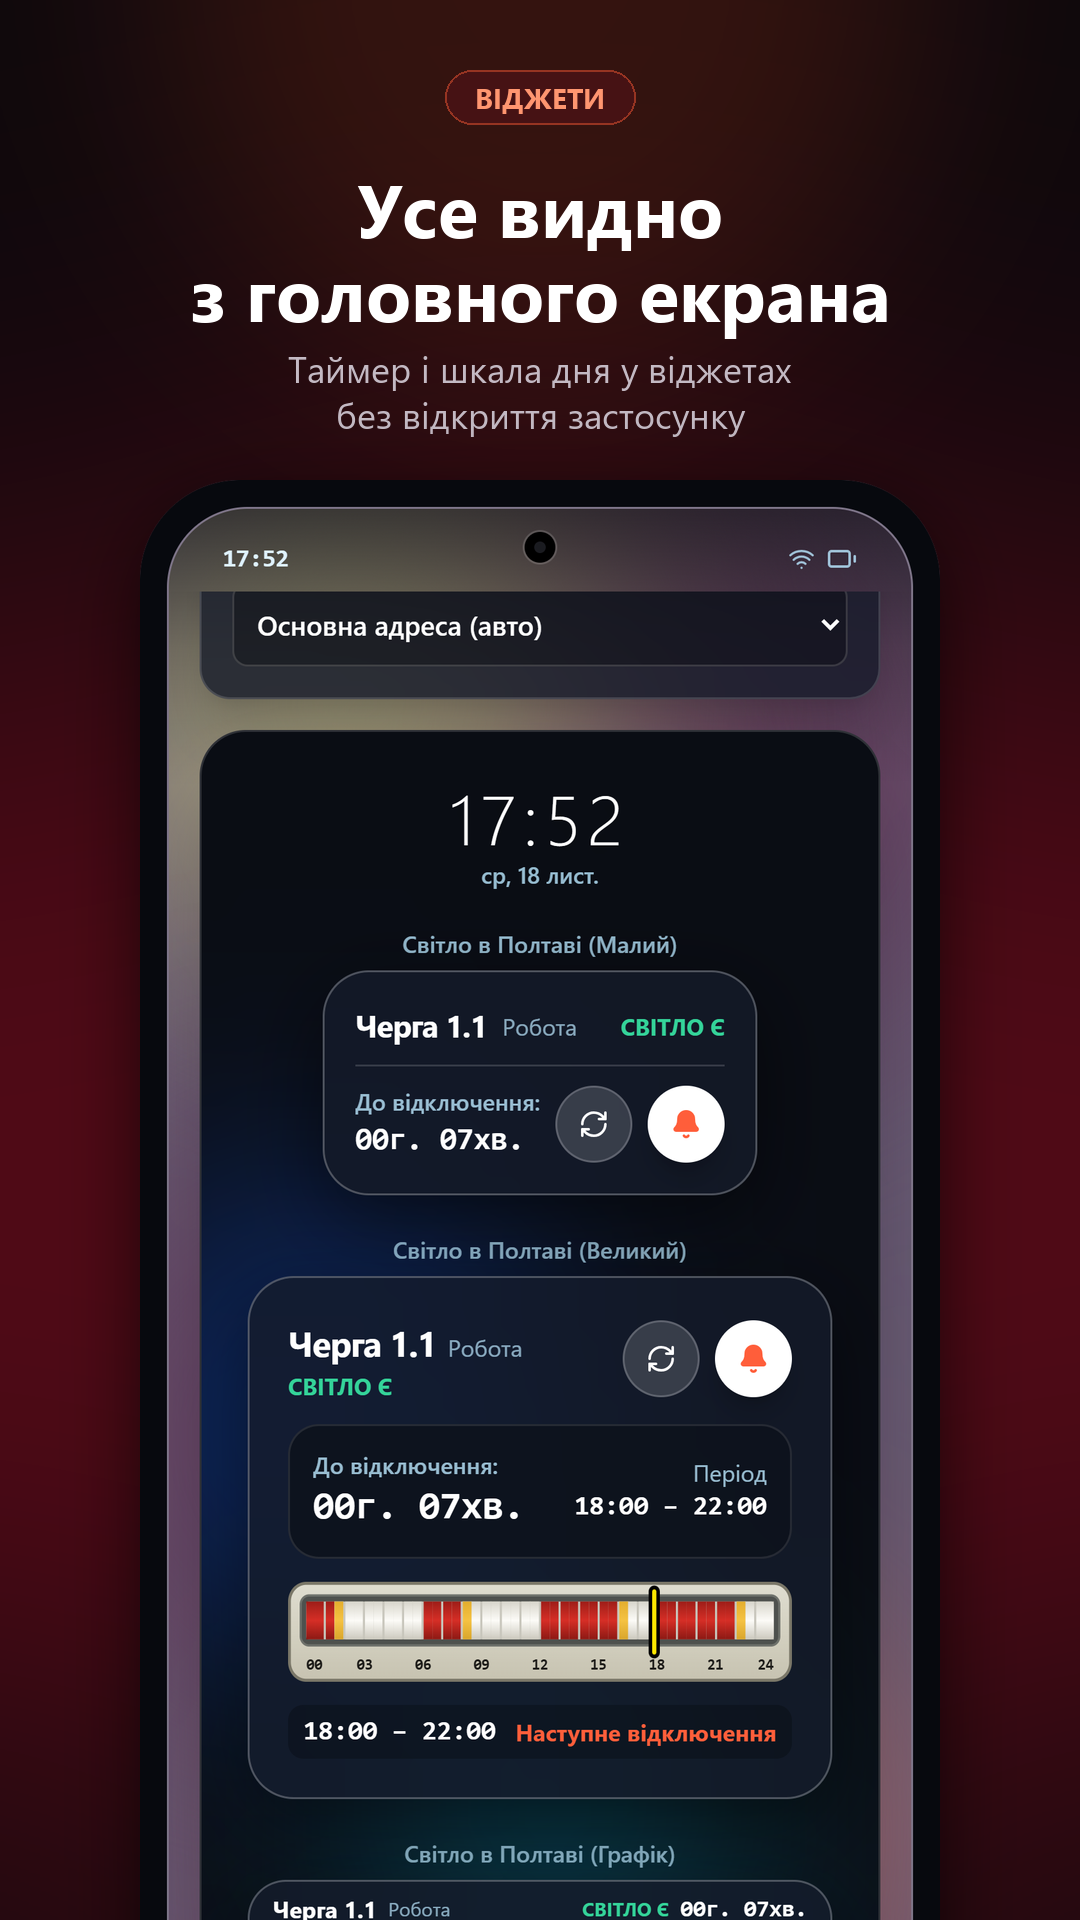 ВІДЖЕТИ
Усе видно
з головного екрана
Таймер і шкала дня у віджетах
без відкриття застосунку
17:52
Основна адреса (авто)
17:52
ср, 18 лист.
Світло в Полтаві (Малий)
Черга 1.1 Робота СВІТЛО Є
До відключення:
00г. 07хв.
Світло в Полтаві (Великий)
Черга 1.1 Робота
СВІТЛО Є
До відключення:
00г. 07хв.
Період
18:00 – 22:00
00 03 06 09 12 15 18 21 24
18:00 – 22:00 Наступне відключення
Світло в Полтаві (Графік)
Черга 1.1 Робота СВІТЛО Є 00г. 07хв.